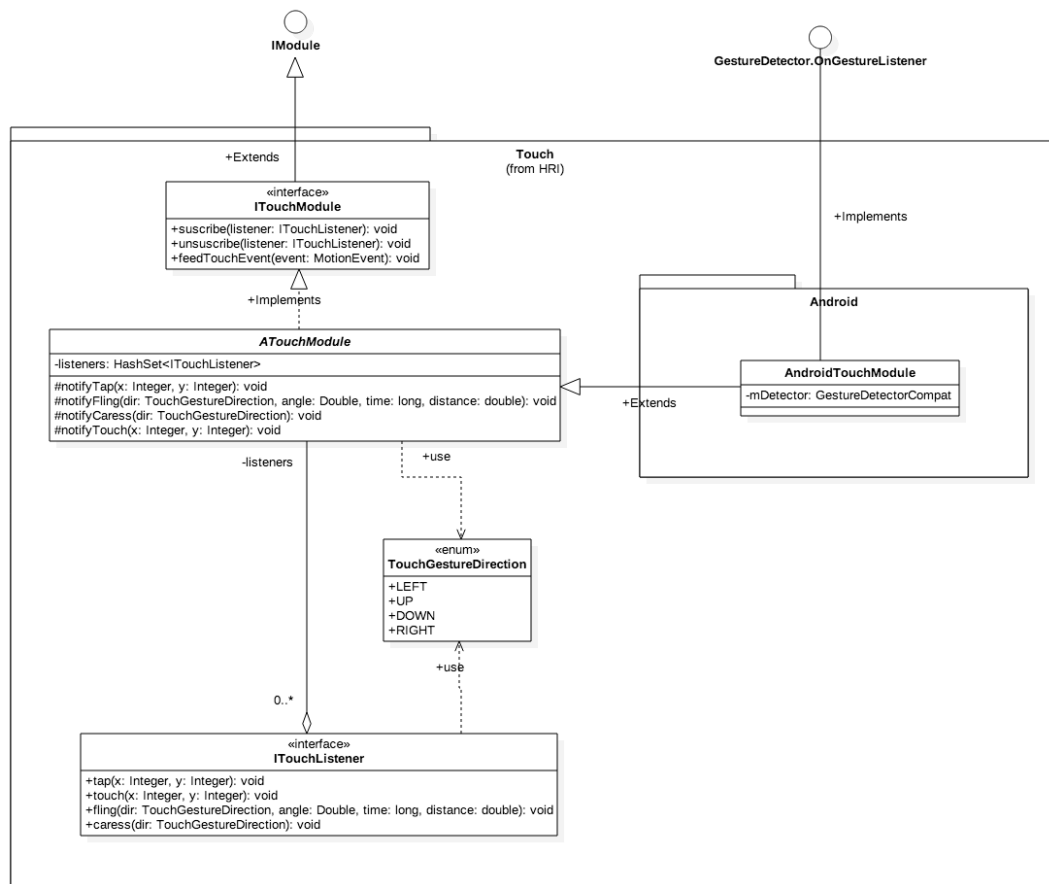 IModule
GestureDetector.OnGestureListener
+Extends
Touch
(from HRI)
«interface»
ITouchModule
+suscribe(listener: ITouchListener): void
+unsuscribe(listener: ITouchListener): void
+feedTouchEvent(event: MotionEvent): void
+Implements
+Implements
Android
ATouchModule
-listeners: HashSet<ITouchListener>
#notifyTap(x: Integer, y: Integer): void
#notifyFling(dir: TouchGestureDirection, angle: Double, time: long, distance: double): void
#notifyCaress(dir: TouchGestureDirection): void
#notifyTouch(x: Integer, y: Integer): void
AndroidTouchModule
-mDetector: GestureDetectorCompat
+Extends
-listeners
+use
«enum»
TouchGestureDirection
+LEFT
+UP
+DOWN
+RIGHT
+use
0..*
«interface»
ITouchListener
+tap(x: Integer, y: Integer): void
+touch(x: Integer, y: Integer): void
+fling(dir: TouchGestureDirection, angle: Double, time: long, distance: double): void
+caress(dir: TouchGestureDirection): void